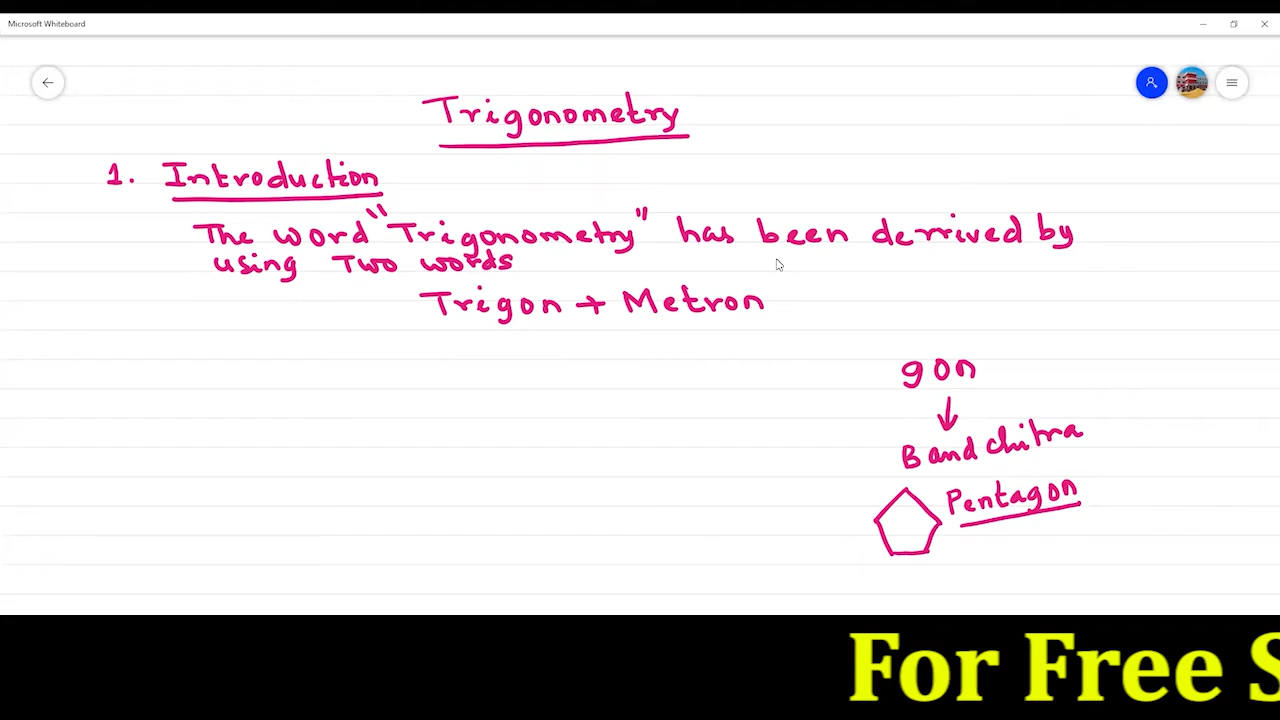 Microsoft Whiteboard
Trigonometry
1. Introduction
The word "Trigonometry" has been derrived by
using Two words
Trigon + Metron
gon
↓
Band chitra
Pentagon
For Free S